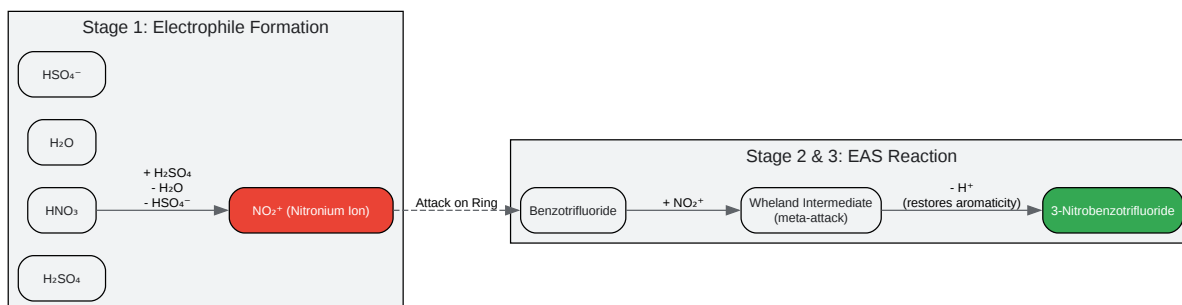 Stage 1: Electrophile Formation
HSO₄⁻
H₂O
HNO₃
+ H₂SO₄
- H₂O
- HSO₄⁻
NO₂⁺ (Nitronium Ion)
H₂SO₄
Attack on Ring
Stage 2 & 3: EAS Reaction
Benzotrifluoride
+ NO₂⁺
Wheland Intermediate
(meta-attack)
- H⁺
(restores aromaticity)
3-Nitrobenzotrifluoride